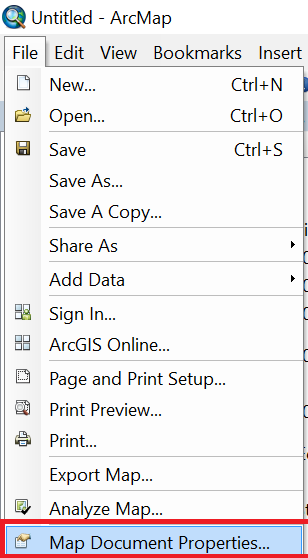 Untitled - ArcMap
File Edit View Bookmarks Insert
New... Ctrl+N
Open... Ctrl+O
Save Ctrl+S
Save As...
Save A Copy...
Share As
Add Data
Sign In...
ArcGIS Online...
Page and Print Setup...
Print Preview...
Print...
Export Map...
Analyze Map...
Map Document Properties...